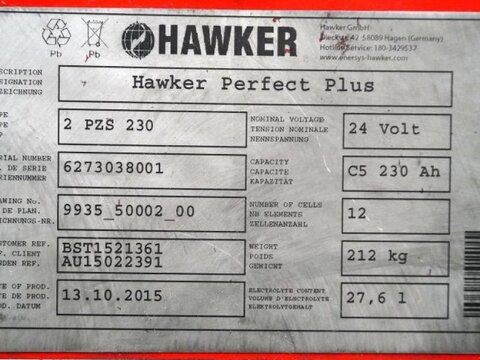 Pb Pb HAWKER
Hawker GmbH
58089 Hagen (Germany)
Hotline Service: 180-3429537
www.enersys-hawker.com
DESCRIPTION
DESIGNATION
BEZEICHNUNG
Hawker Perfect Plus
TYPE
TYPE
2 PZS 230
NOMINAL VOLTAGE
TENSION NOMINALE
NENNSPANNUNG
24 Volt
SERIAL NUMBER
DE SERIE
SERIENNUMMER
6273038001
CAPACITY
CAPACITY
KAPAZITÄT
C5 230 Ah
DRAWING No.
DE PLAN.
ZEICHNUNGS-NR.
9935_50002_00
NUMBER OF CELLS
NB ELEMENTS
ZELLENANZAHL
12
CUSTOMER REF.
REF. CLIENT
KUNDEN REF.
BST1521361
AU15022391
WEIGHT
POIDS
GEWICHT
212 kg
DATE OF PROD.
DATE DE PROD.
PROD. DATUM
13.10.2015
ELECTROLYTE CONTENT
VOLUME D'ELECTROLYTE
ELEKTROLYTGEHALT
27,6 l